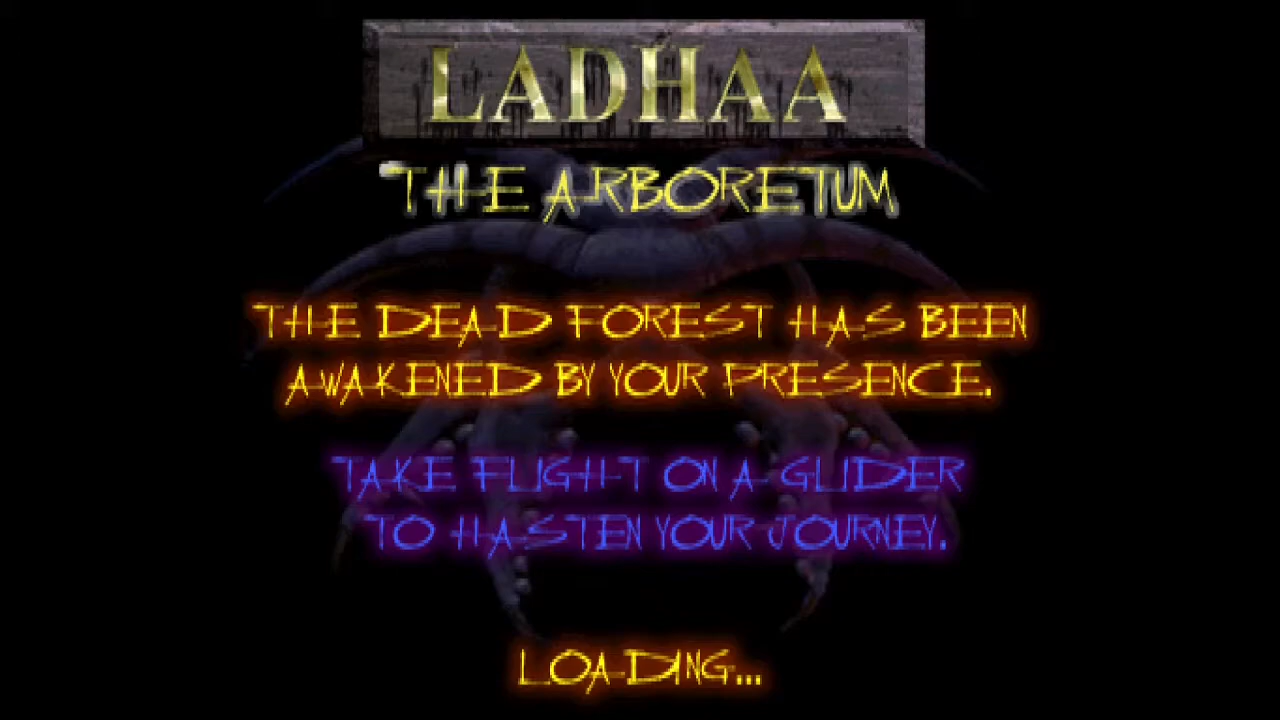 LADHAA
THE ARBORETUM
THE DEAD FOREST HAS BEEN
AWAKENED BY YOUR PRESENCE.
TAKE FLIGHT ON A GLIDER
TO HASTEN YOUR JOURNEY.
LOADING...